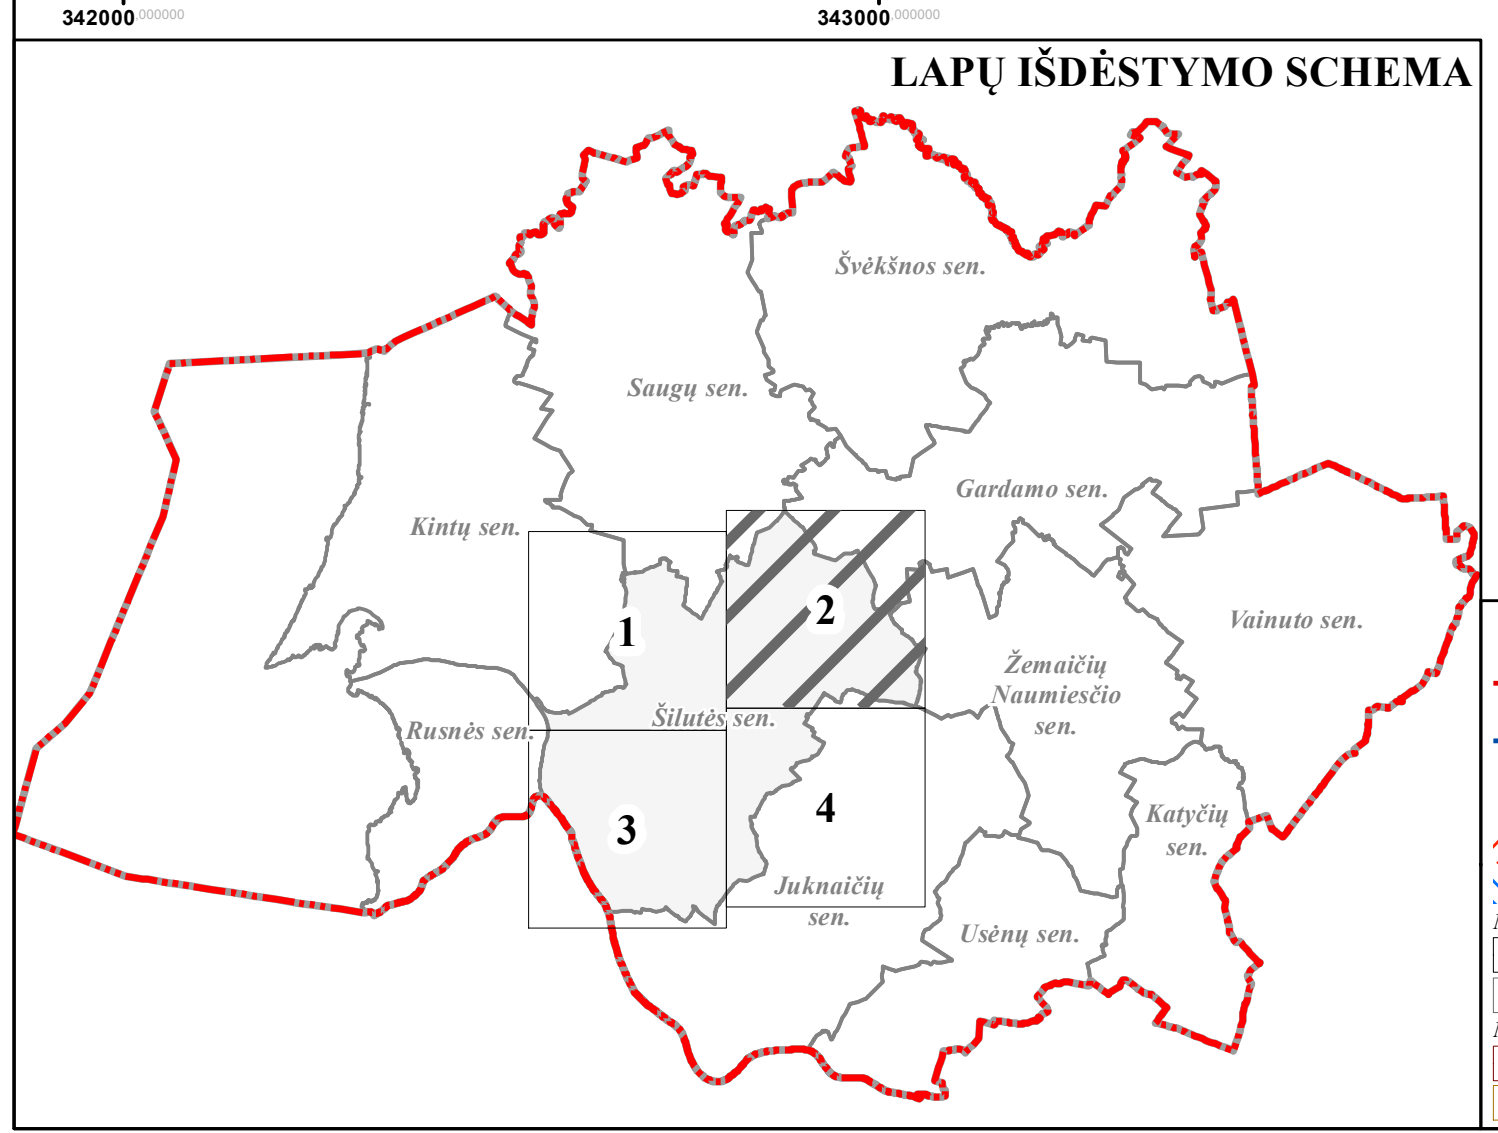 342000,000000
343000,000000
LAPŲ IŠDĖSTYMO SCHEMA
Švėkšnos sen.
Saugų sen.
Gardamo sen.
Kintų sen.
2
1
Vainuto sen.
Žemaičių
Naumiesčio
sen.
Šilutės sen.
Rusnės sen.
4
3
Katyčių
sen.
Juknaičių
sen.
Usėnų sen.